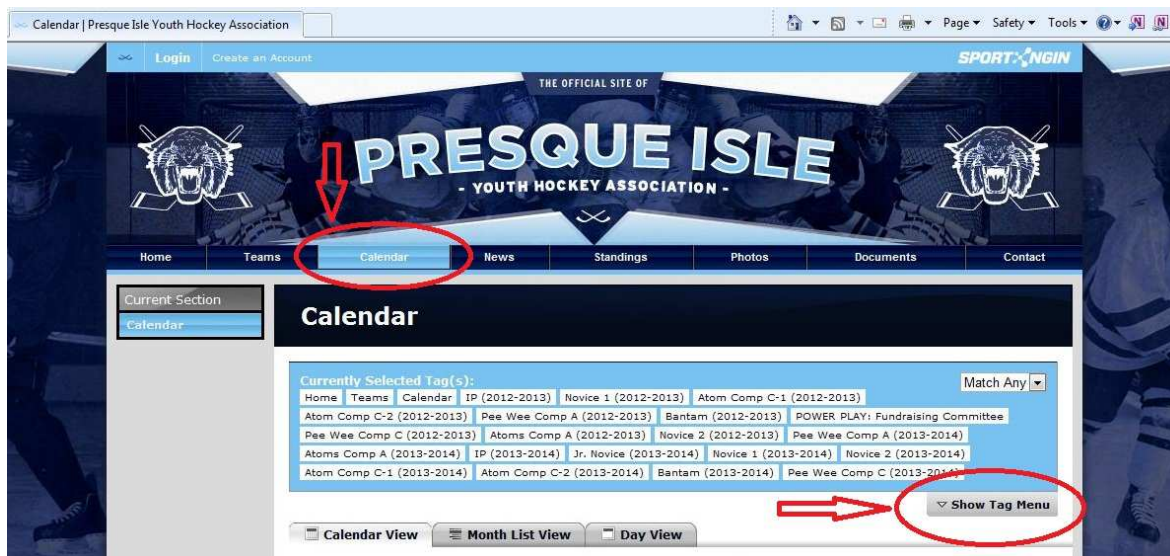 Calendar | Presque Isle Youth Hockey Association
Page Safety Tools
Login Create an Account
SPORT NGIN
THE OFFICIAL SITE OF
PRESQUE ISLE
- YOUTH HOCKEY ASSOCIATION -
Home Teams Calendar News Standings Photos Documents Contact
Current Section
Calendar
Calendar
Currently Selected Tag(s):
Match Any
Home Teams Calendar IP (2012-2013) Novice 1 (2012-2013) Atom Comp C-1 (2012-2013)
Atom Comp C-2 (2012-2013) Pee Wee Comp A (2012-2013) Bantam (2012-2013) POWER PLAY: Fundraising Committee
Pee Wee Comp C (2012-2013) Atoms Comp A (2012-2013) Novice 2 (2012-2013) Pee Wee Comp A (2013-2014)
Atoms Comp A (2013-2014) IP (2013-2014) Jr. Novice (2013-2014) Novice 1 (2013-2014) Novice 2 (2013-2014)
Atom Comp C-1 (2013-2014) Atom Comp C-2 (2013-2014) Bantam (2013-2014) Pee Wee Comp C (2013-2014)
Show Tag Menu
Calendar View Month List View Day View